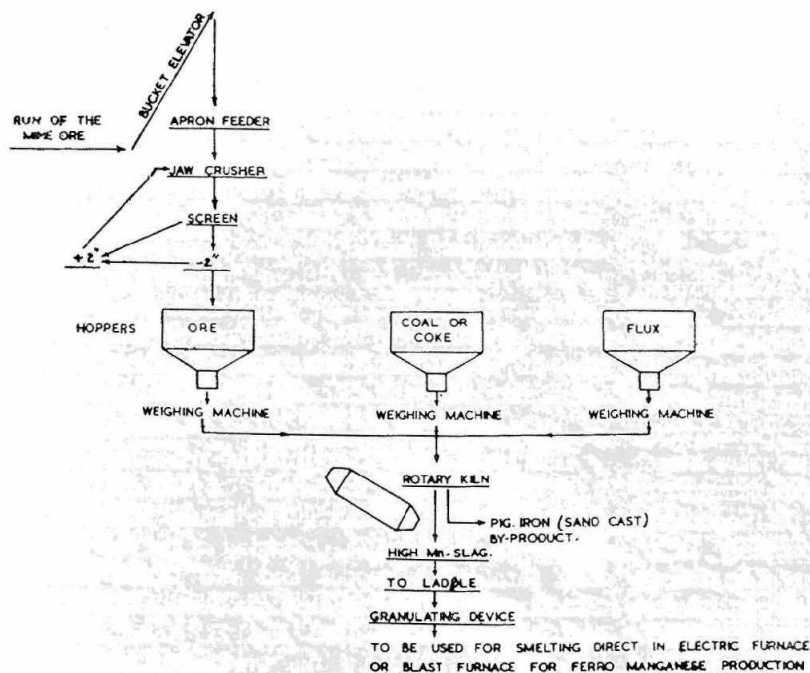 BUCKET ELEVATOR
RUN OF THE
MIME ORE
APRON FEEDER
JAW CRUSHER
SCREEN
+2"
-2"
HOPPERS
ORE
COAL OR
COKE
FLUX
WEIGHING MACHINE
WEIGHING MACHINE
WEIGHING MACHINE
ROTARY KILN
PIG. IRON (SAND CAST)
BY-PRODUCT.
HIGH Mn-SLAG.
TO LADβLE
GRANULATING DEVICE
TO BE USED FOR SMELTING DIRECT IN ELECTRIC FURNACE
OR BLAST FURNACE FOR FERRO MANGANESE PRODUCTION